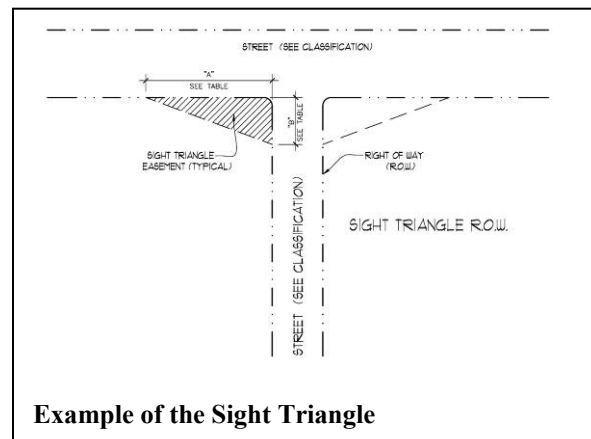 STREET (SEE CLASSIFICATION)
"A"
SEE TABLE
"B"
SEE TABLE
SIGHT TRIANGLE
EASEMENT (TYPICAL)
RIGHT OF WAY
(R.O.W.)
STREET (SEE CLASSIFICATION)
SIGHT TRIANGLE R.O.W.
Example of the Sight Triangle